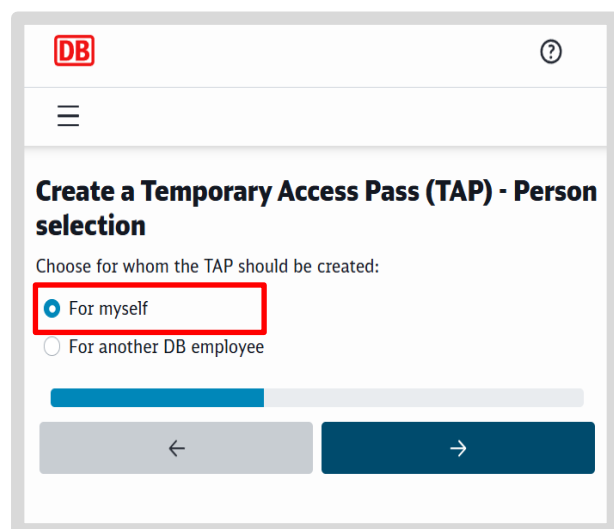 DB
Create a Temporary Access Pass (TAP) - Person
selection
Choose for whom the TAP should be created:
For myself
For another DB employee